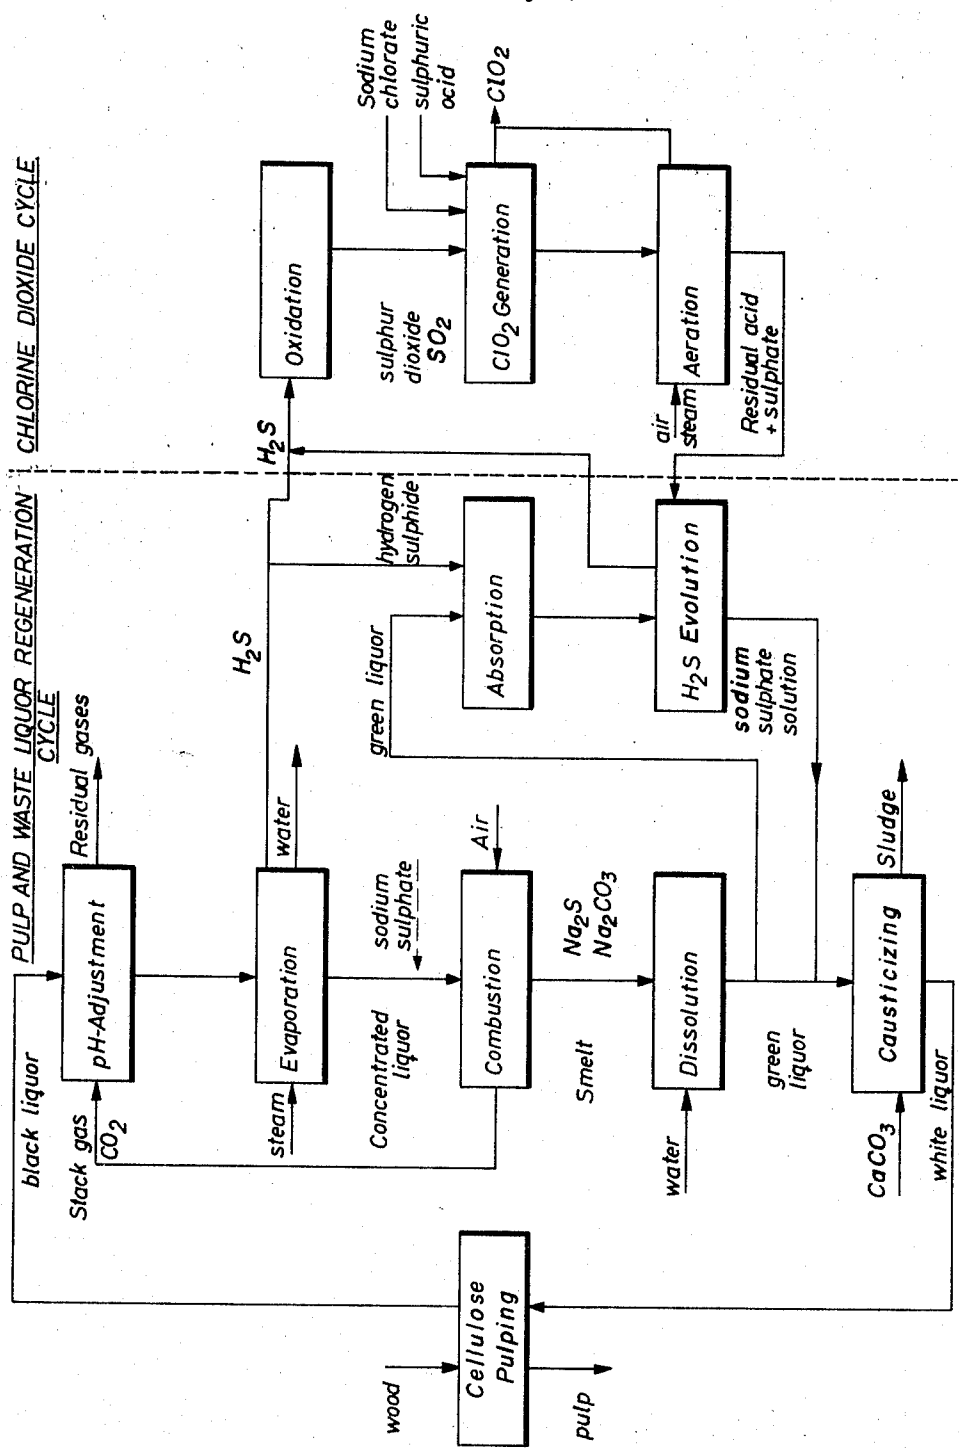 PULP AND WASTE LIQUOR REGENERATION
CYCLE
CHLORINE DIOXIDE CYCLE
black liquor
Stack gas
CO2
pH-Adjustment
Residual gases
steam
Evaporation
water
H2S
H2S
Oxidation
Concentrated
liquor
sodium
sulphate
Air
Combustion
green liquor
hydrogen
sulphide
Absorption
sulphur
dioxide
SO2
Sodium
chlorate
sulphuric
acid
ClO2 Generation
ClO2
wood
Cellulose
Pulping
pulp
Smelt
Na2S
Na2CO3
water
Dissolution
H2S Evolution
air
steam
Aeration
sodium
sulphate
solution
Residual acid
+ sulphate
green
liquor
CaCO3
Causticizing
Sludge
white liquor